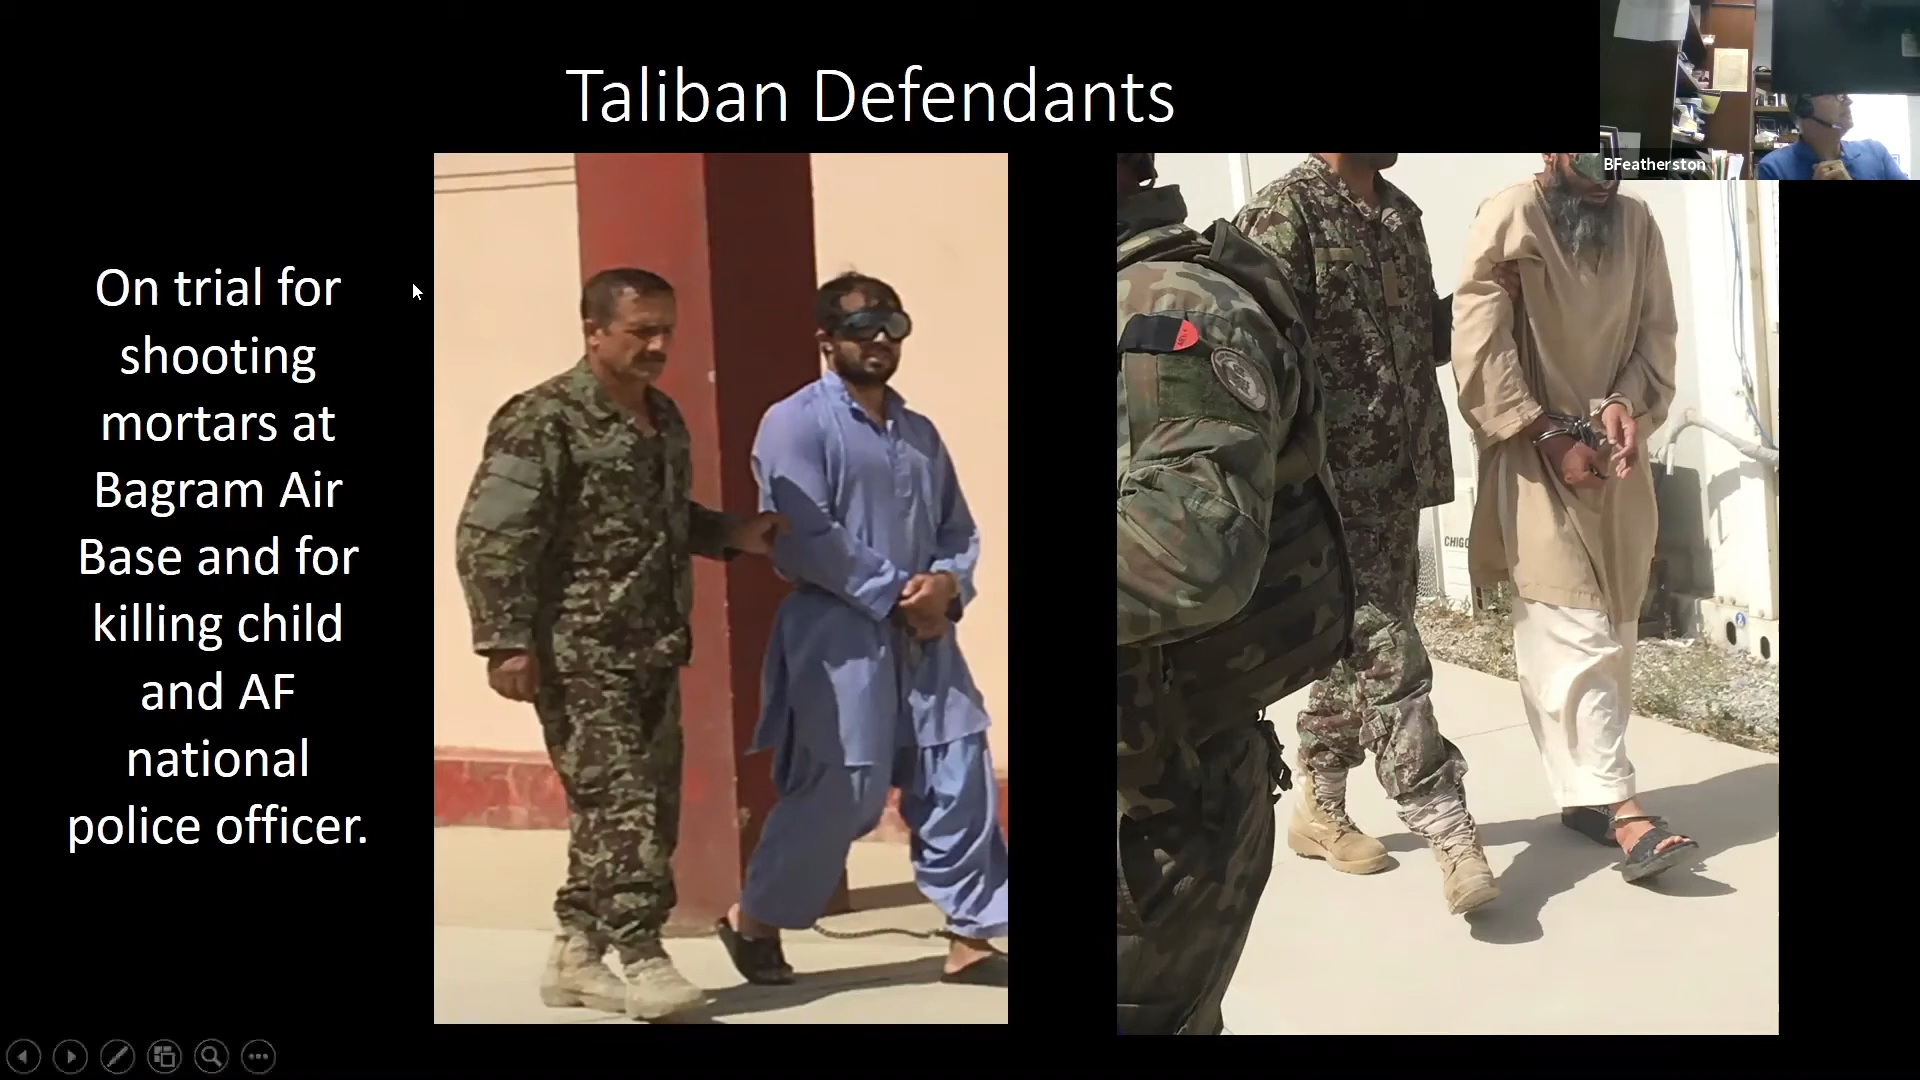 Taliban Defendants
BFeatherston
On trial for
shooting
mortars at
Bagram Air
Base and for
killing child
and AF
national
police officer.
CHIGO